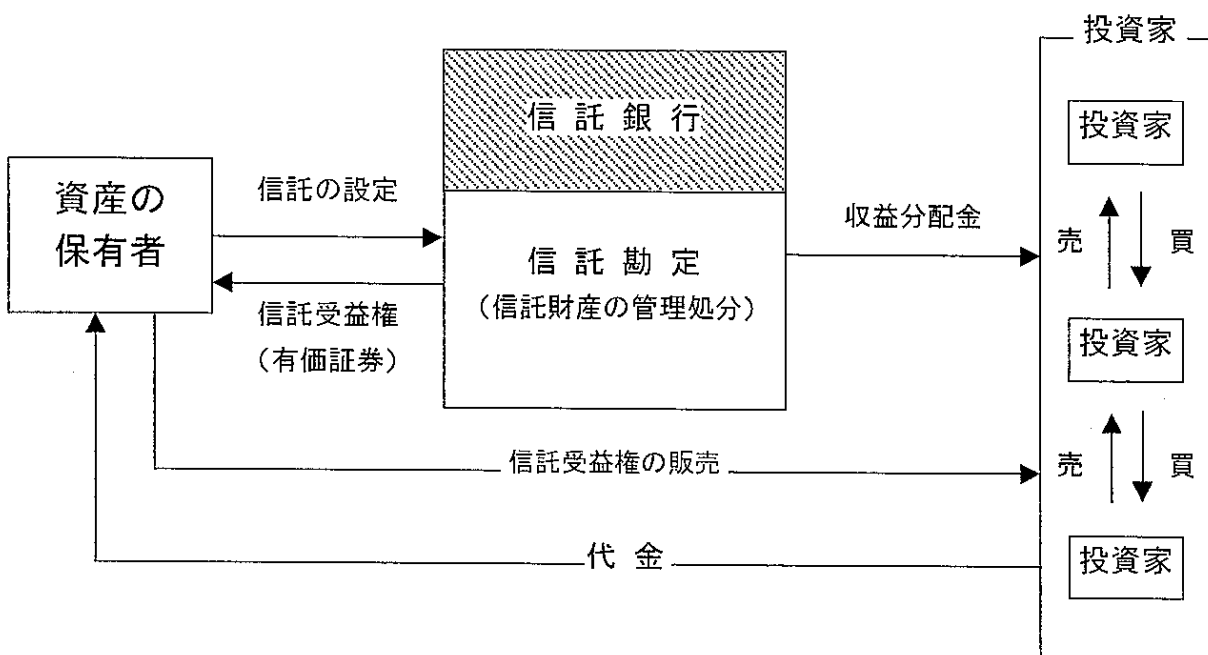 投資家
信託銀行
投資家
資産の
保有者
信託の設定
収益分配金
売
買
信託勘定
（信託財産の管理処分）
信託受益権
（有価証券）
投資家
信託受益権の販売
売
買
代金
投資家